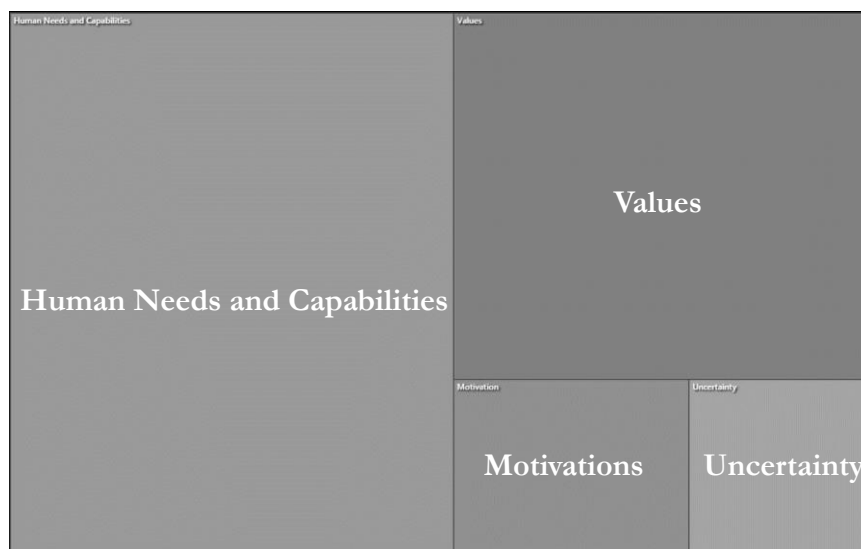 Human Needs and Capabilities
Values
Values
Human Needs and Capabilities
Motivation
Uncertainty
Motivations
Uncertainty